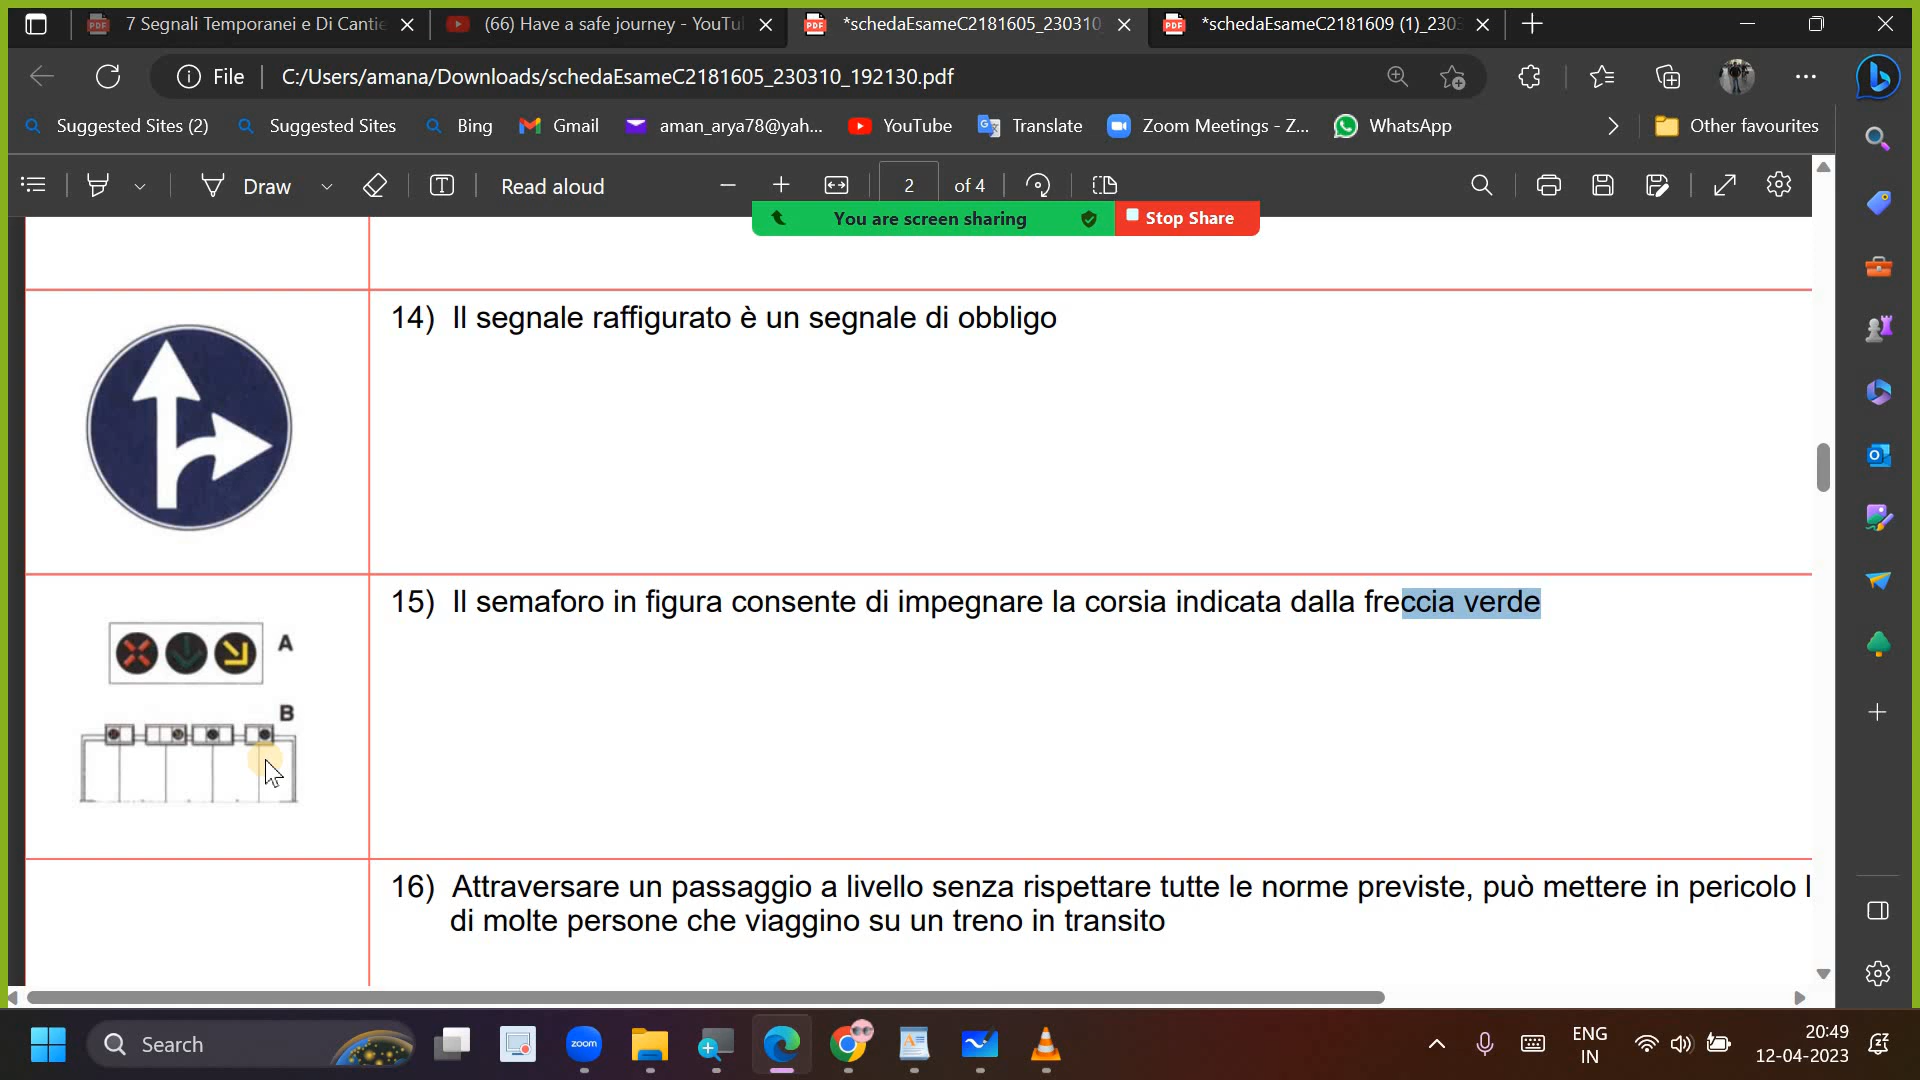 7 Segnali Temporanei e Di Cantie
(66) Have a safe journey - YouTu
*schedaEsameC2181605_230310
*schedaEsameC2181609 (1)_230
File
C:/Users/amana/Downloads/schedaEsameC2181605_230310_192130.pdf
Suggested Sites (2)
Suggested Sites
Bing
Gmail
aman_arya78@yah...
YouTube
Translate
Zoom Meetings - Z...
WhatsApp
Other favourites
Draw
Read aloud
2
of 4
You are screen sharing
Stop Share
14) Il segnale raffigurato è un segnale di obbligo
15) Il semaforo in figura consente di impegnare la corsia indicata dalla freccia verde
A
B
16) Attraversare un passaggio a livello senza rispettare tutte le norme previste, può mettere in pericolo l
di molte persone che viaggino su un treno in transito
Search
zoom
ENG
IN
20:49
12-04-2023